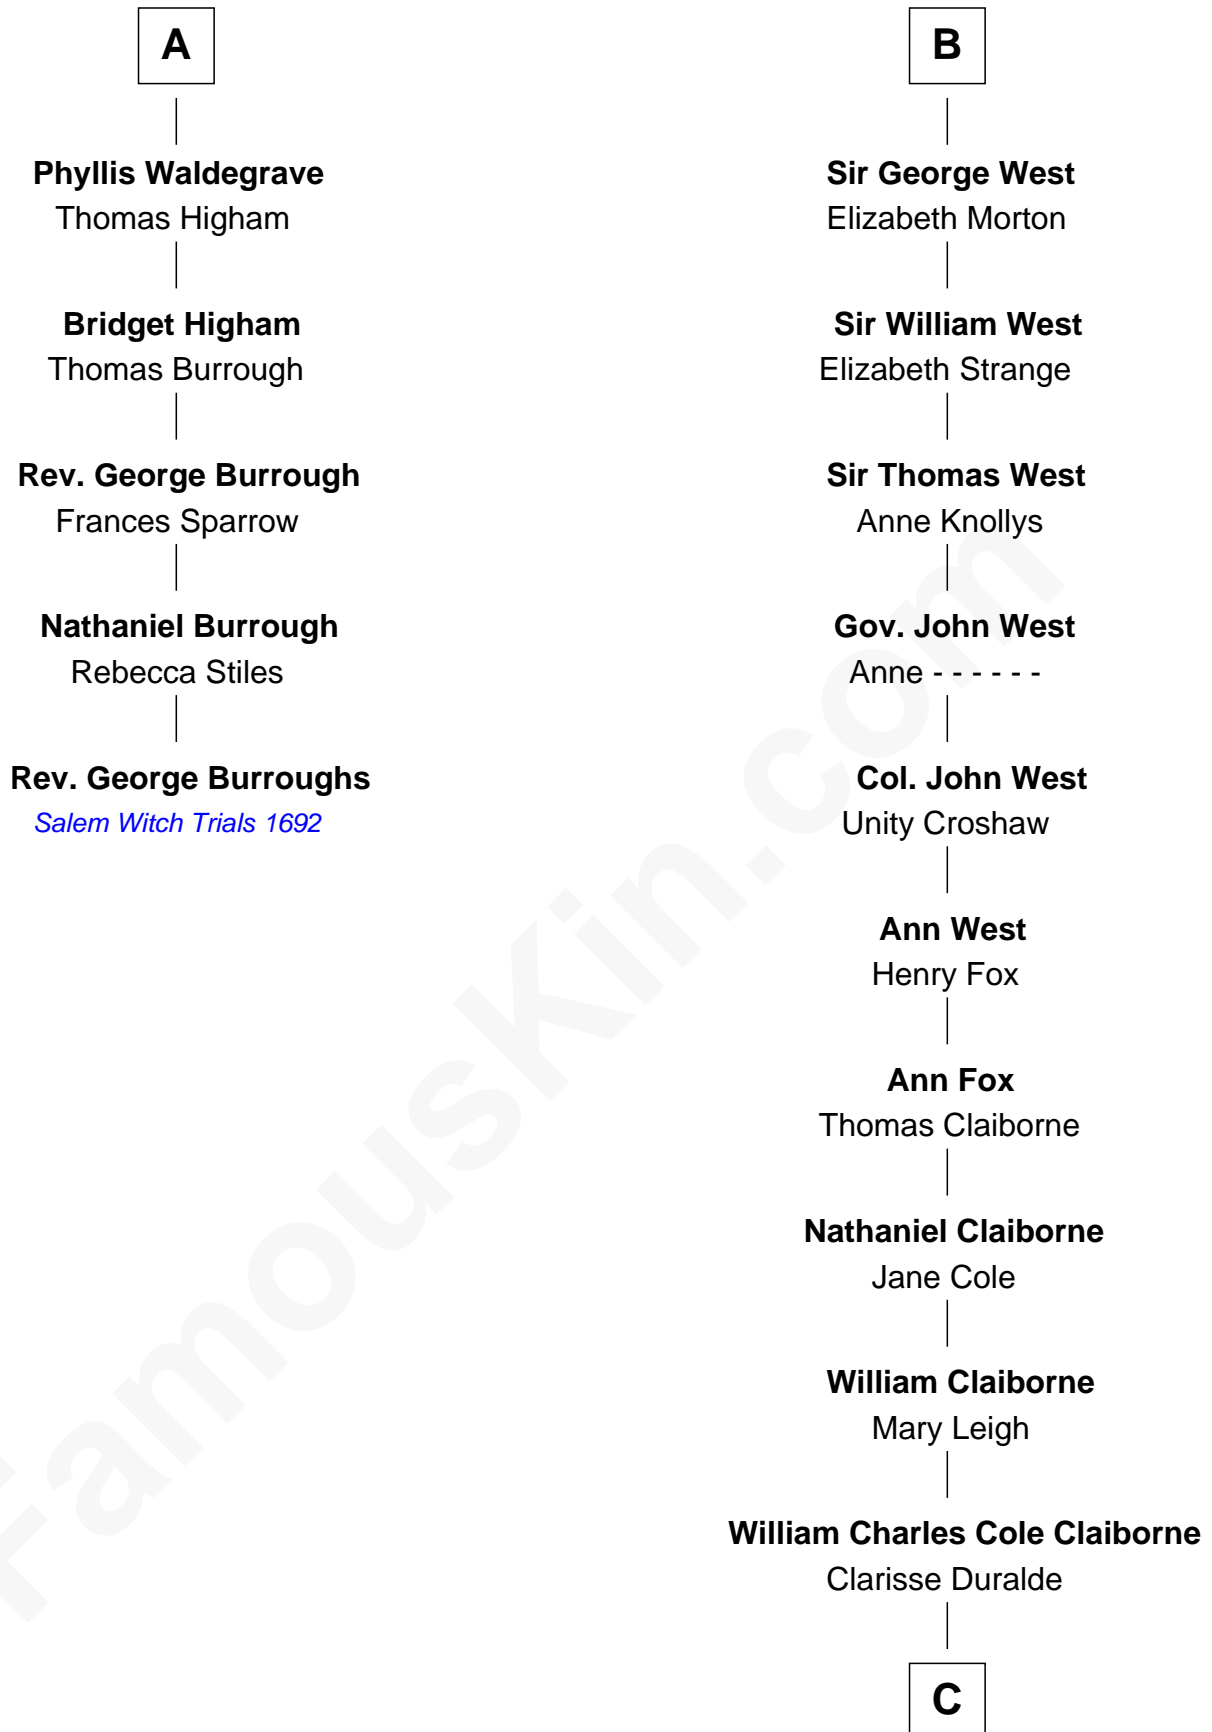 A
Phyllis Waldegrave
Thomas Higham
Bridget Higham
Thomas Burrough
Rev. George Burrough
Frances Sparrow
Nathaniel Burrough
Rebecca Stiles
Rev. George Burroughs
Salem Witch Trials 1692
B
Sir George West
Elizabeth Morton
Sir William West
Elizabeth Strange
Sir Thomas West
Anne Knollys
Gov. John West
Anne - - - - - -
Col. John West
Unity Croshaw
Ann West
Henry Fox
Ann Fox
Thomas Claiborne
Nathaniel Claiborne
Jane Cole
William Claiborne
Mary Leigh
William Charles Cole Claiborne
Clarisse Duralde
C
FamousKin.com